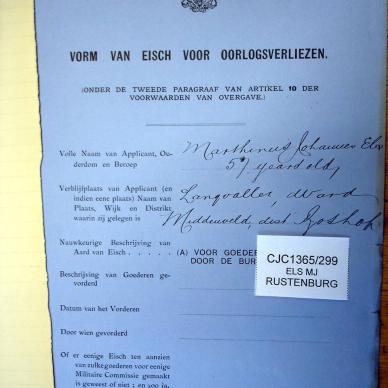 VORM VAN EISCH VOOR OORLOGSVERLIEZEN.
(ONDER DE TWEEDE PARAGRAAF VAN ARTIKEL 10 DER
VOORWAARDEN VAN OVERGAVE.)
Volle Naam van Applicant, Ou-
derdom en Beroep
Marthinus Johannes Els
57 years old,
Verblijfplaats van Applicant (en
indien eene plaats) Naam van
Plaats, Wijk en Distrikt
waarin zij gelegen is
Langvallei, Ward
Middenveld, dist
Nauwkeurige Beschrijving van
Aard van Eisch
(A) VOOR GOEDER
DOOR DE BUR
CJC1365/299
ELS MJ
RUSTENBURG
Beschrijving van Goederen ge-
vorderd
Datum van het Vorderen
Door wien gevorderd
Of er eenige Eisch ten aanzien
van zulke goederen voor eenige
Militaire Commissie gemaakt
is geweest of niet ; en zoo ja,